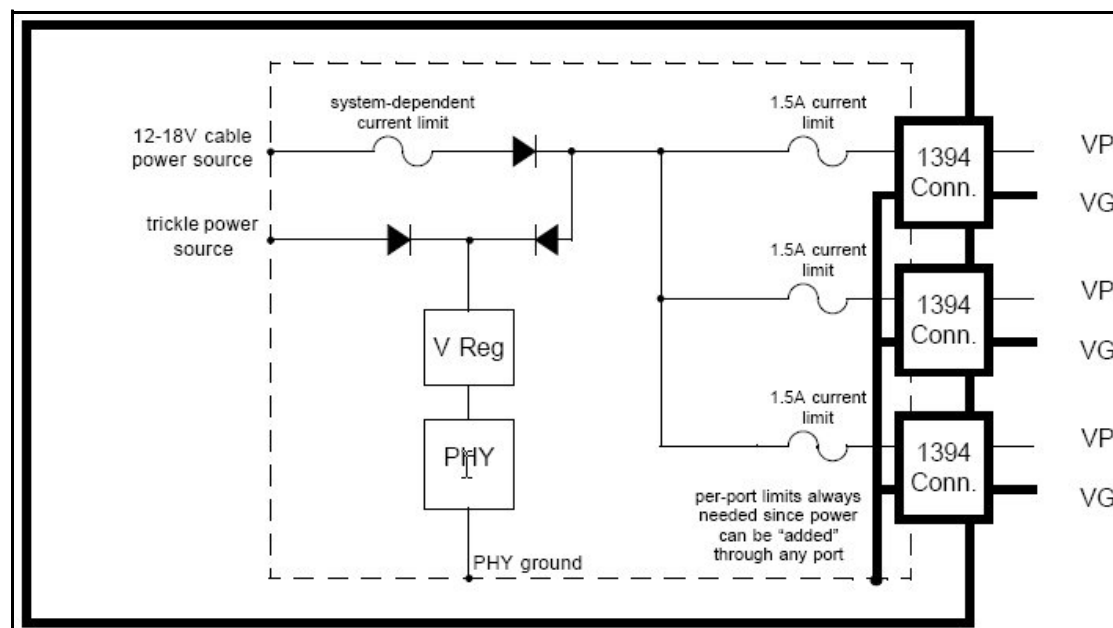 system-dependent
current limit
1.5A current
limit
12-18V cable
power source
1394
Conn.
VP
VG
trickle power
source
1.5A current
limit
1394
Conn.
VP
VG
V Reg
1.5A current
limit
PHY
1394
Conn.
VP
VG
per-port limits always
needed since power
can be “added”
through any port
PHY ground